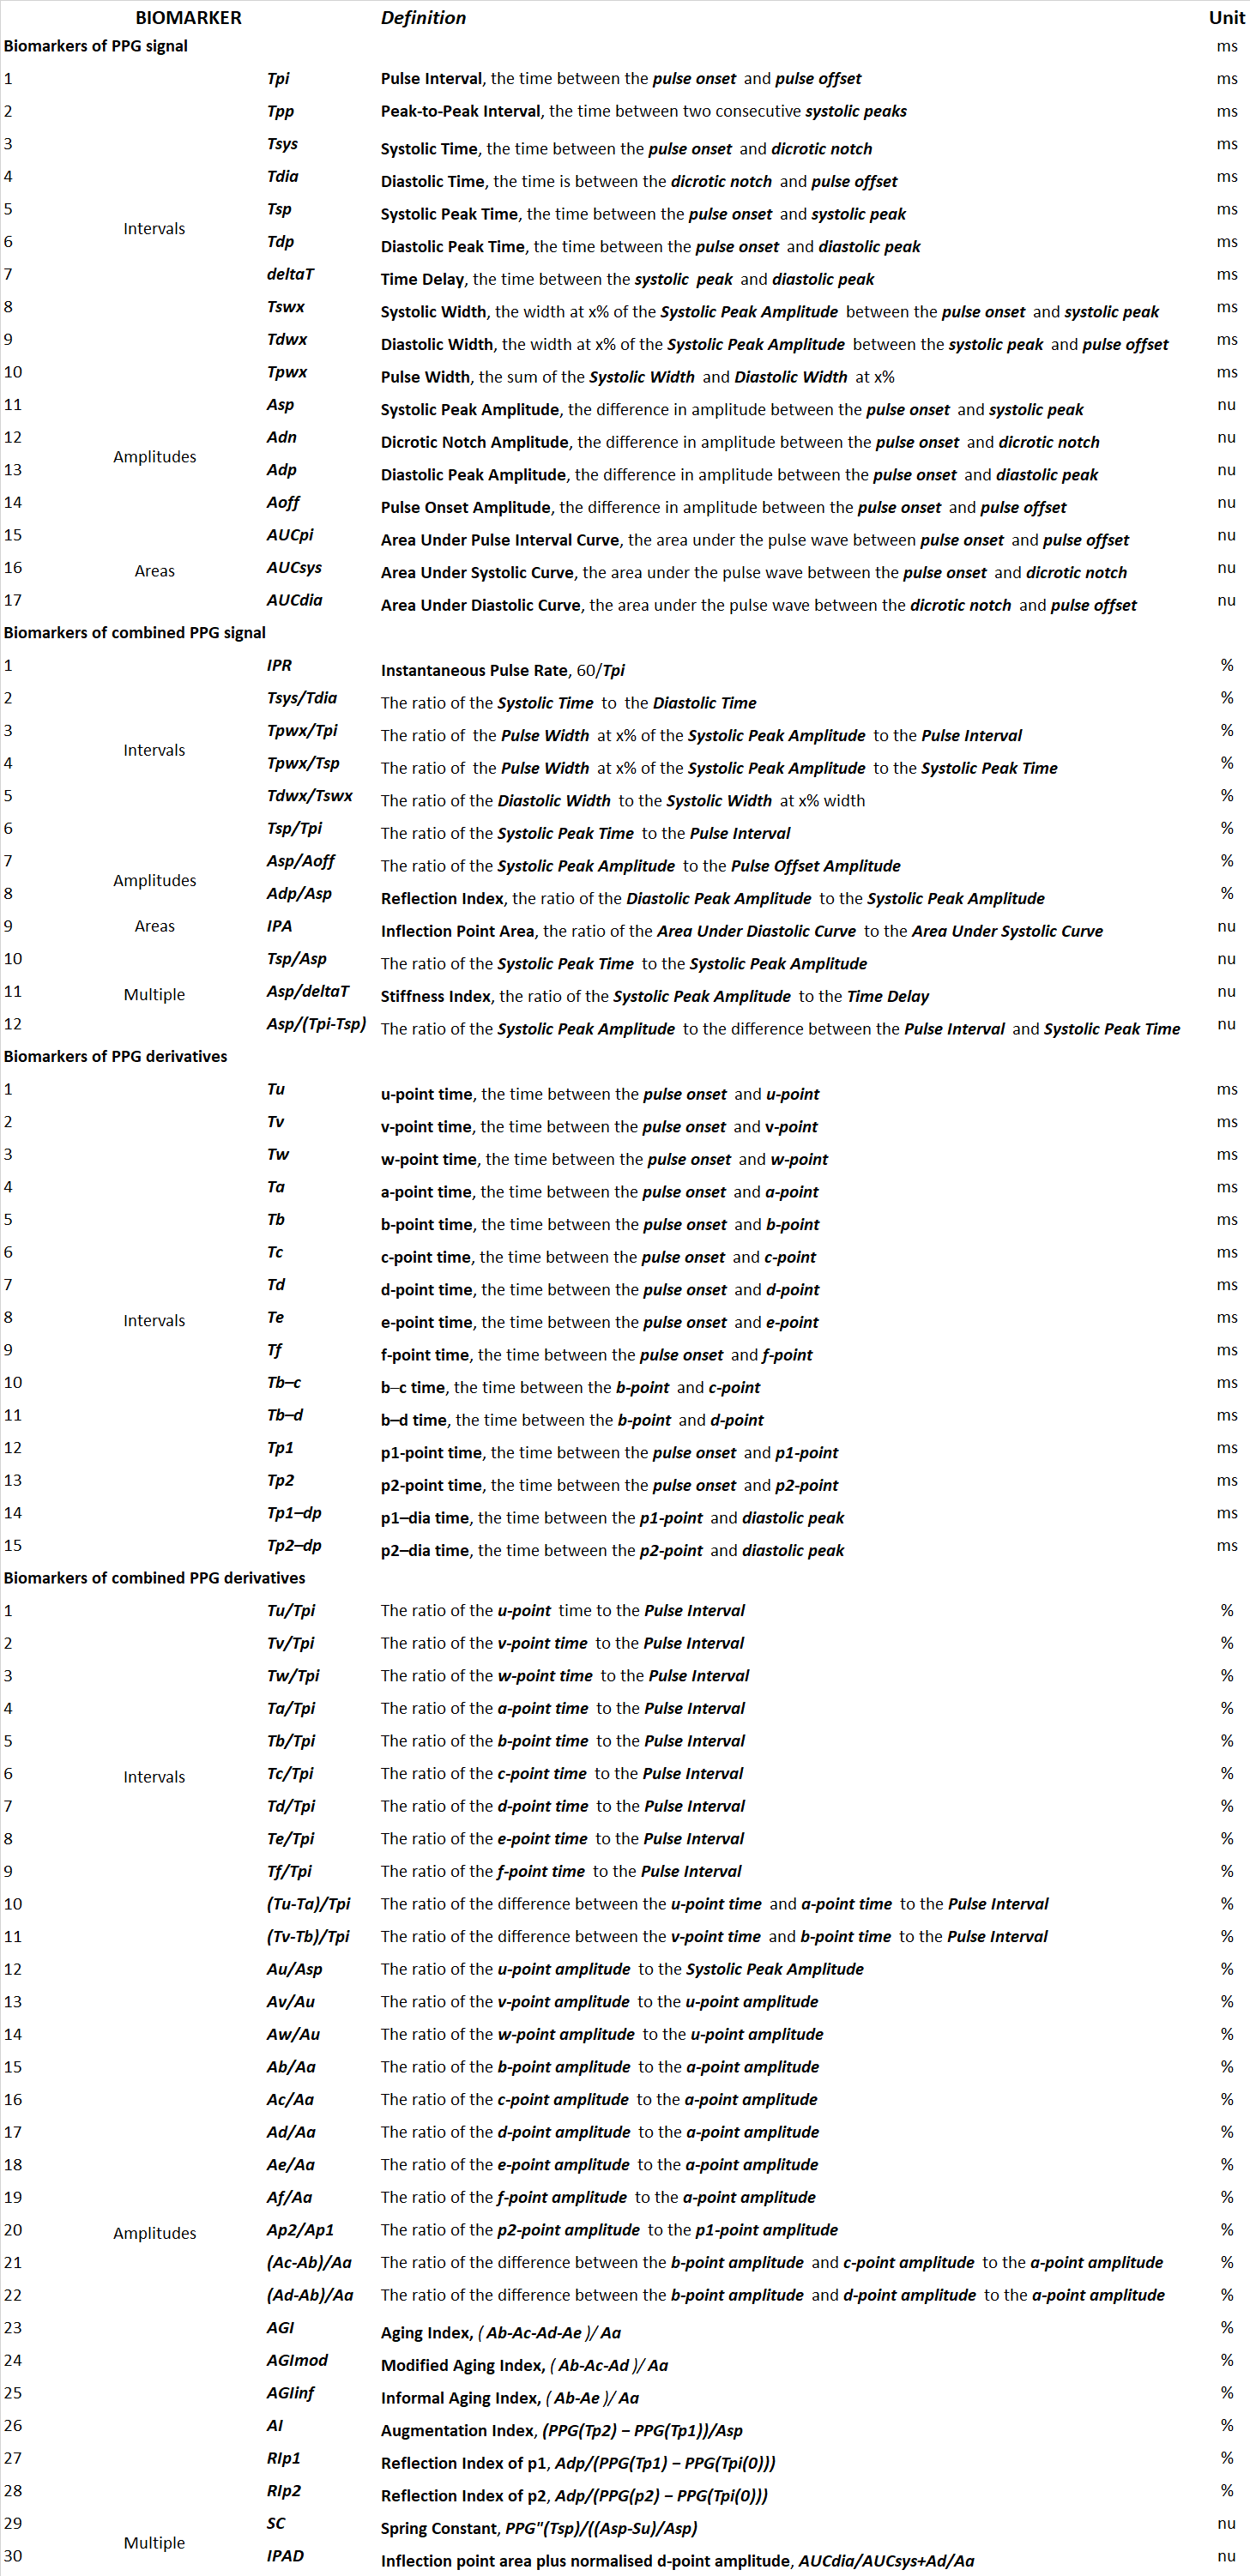 BIOMARKER Definition Unit
Biomarkers of PPG signal ms
1 Tpi Pulse Interval, the time between the pulse onset and pulse offset ms
2 Tpp Peak-to-Peak Interval, the time between two consecutive systolic peaks ms
3 Tsys Systolic Time, the time between the pulse onset and dicrotic notch ms
4 Tdia Diastolic Time, the time is between the dicrotic notch and pulse offset ms
5 Tsp Systolic Peak Time, the time between the pulse onset and systolic peak ms
Intervals
6 Tdp Diastolic Peak Time, the time between the pulse onset and diastolic peak ms
7 deltaT Time Delay, the time between the systolic peak and diastolic peak ms
8 Tswx Systolic Width, the width at x% of the Systolic Peak Amplitude between the pulse onset and systolic peak ms
9 Tdwx Diastolic Width, the width at x% of the Systolic Peak Amplitude between the systolic peak and pulse offset ms
10 Tpwx Pulse Width, the sum of the Systolic Width and Diastolic Width at x% ms
11 Asp Systolic Peak Amplitude, the difference in amplitude between the pulse onset and systolic peak nu
12 Adn Dicrotic Notch Amplitude, the difference in amplitude between the pulse onset and dicrotic notch nu
Amplitudes
13 Adp Diastolic Peak Amplitude, the difference in amplitude between the pulse onset and diastolic peak nu
14 Aoff Pulse Onset Amplitude, the difference in amplitude between the pulse onset and pulse offset nu
15 AUCpi Area Under Pulse Interval Curve, the area under the pulse wave between pulse onset and pulse offset nu
16 Areas AUCsys Area Under Systolic Curve, the area under the pulse wave between the pulse onset and dicrotic notch nu
17 AUCdia Area Under Diastolic Curve, the area under the pulse wave between the dicrotic notch and pulse offset nu
Biomarkers of combined PPG signal
1 IPR Instantaneous Pulse Rate, 60/Tpi %
2 Tsys/Tdia The ratio of the Systolic Time to the Diastolic Time %
3 Tpwx/Tpi The ratio of the Pulse Width at x% of the Systolic Peak Amplitude to the Pulse Interval %
Intervals
4 Tpwx/Tsp The ratio of the Pulse Width at x% of the Systolic Peak Amplitude to the Systolic Peak Time %
5 Tdwx/Tswx The ratio of the Diastolic Width to the Systolic Width at x% width %
6 Tsp/Tpi The ratio of the Systolic Peak Time to the Pulse Interval %
7 Asp/Aoff The ratio of the Systolic Peak Amplitude to the Pulse Offset Amplitude %
Amplitudes
8 Adp/Asp Reflection Index, the ratio of the Diastolic Peak Amplitude to the Systolic Peak Amplitude %
9 Areas IPA Inflection Point Area, the ratio of the Area Under Diastolic Curve to the Area Under Systolic Curve nu
10 Tsp/Asp The ratio of the Systolic Peak Time to the Systolic Peak Amplitude nu
11 Multiple Asp/deltaT Stiffness Index, the ratio of the Systolic Peak Amplitude to the Time Delay nu
12 Asp/(Tpi-Tsp) The ratio of the Systolic Peak Amplitude to the difference between the Pulse Interval and Systolic Peak Time nu
Biomarkers of PPG derivatives
1 Tu u-point time, the time between the pulse onset and u-point ms
2 Tv v-point time, the time between the pulse onset and v-point ms
3 Tw w-point time, the time between the pulse onset and w-point ms
4 Ta a-point time, the time between the pulse onset and a-point ms
5 Tb b-point time, the time between the pulse onset and b-point ms
6 Tc c-point time, the time between the pulse onset and c-point ms
7 Td d-point time, the time between the pulse onset and d-point ms
8 Intervals Te e-point time, the time between the pulse onset and e-point ms
9 Tf f-point time, the time between the pulse onset and f-point ms
10 Tb–c b–c time, the time between the b-point and c-point ms
11 Tb–d b–d time, the time between the b-point and d-point ms
12 Tp1 p1-point time, the time between the pulse onset and p1-point ms
13 Tp2 p2-point time, the time between the pulse onset and p2-point ms
14 Tp1–dp p1–dia time, the time between the p1-point and diastolic peak ms
15 Tp2–dp p2–dia time, the time between the p2-point and diastolic peak ms
Biomarkers of combined PPG derivatives
1 Tu/Tpi The ratio of the u-point time to the Pulse Interval %
2 Tv/Tpi The ratio of the v-point time to the Pulse Interval %
3 Tw/Tpi The ratio of the w-point time to the Pulse Interval %
4 Ta/Tpi The ratio of the a-point time to the Pulse Interval %
5 Tb/Tpi The ratio of the b-point time to the Pulse Interval %
6 Intervals Tc/Tpi The ratio of the c-point time to the Pulse Interval %
7 Td/Tpi The ratio of the d-point time to the Pulse Interval %
8 Te/Tpi The ratio of the e-point time to the Pulse Interval %
9 Tf/Tpi The ratio of the f-point time to the Pulse Interval %
10 (Tu-Ta)/Tpi The ratio of the difference between the u-point time and a-point time to the Pulse Interval %
11 (Tv-Tb)/Tpi The ratio of the difference between the v-point time and b-point time to the Pulse Interval %
12 Au/Asp The ratio of the u-point amplitude to the Systolic Peak Amplitude %
13 Av/Au The ratio of the v-point amplitude to the u-point amplitude %
14 Aw/Au The ratio of the w-point amplitude to the u-point amplitude %
15 Ab/Aa The ratio of the b-point amplitude to the a-point amplitude %
16 Ac/Aa The ratio of the c-point amplitude to the a-point amplitude %
17 Ad/Aa The ratio of the d-point amplitude to the a-point amplitude %
18 Ae/Aa The ratio of the e-point amplitude to the a-point amplitude %
19 Af/Aa The ratio of the f-point amplitude to the a-point amplitude %
20 Amplitudes Ap2/Ap1 The ratio of the p2-point amplitude to the p1-point amplitude %
21 (Ac-Ab)/Aa The ratio of the difference between the b-point amplitude and c-point amplitude to the a-point amplitude %
22 (Ad-Ab)/Aa The ratio of the difference between the b-point amplitude and d-point amplitude to the a-point amplitude %
23 AGI Aging Index, (Ab-Ac-Ad-Ae)/Aa %
24 AGImod Modified Aging Index, (Ab-Ac-Ad)/Aa %
25 AGIinf Informal Aging Index, (Ab-Ae)/Aa %
26 AI Augmentation Index, (PPG(Tp2) − PPG(Tp1))/Asp %
27 RIp1 Reflection Index of p1, Adp/(PPG(Tp1) − PPG(Tpi(0))) %
28 RIp2 Reflection Index of p2, Adp/(PPG(p2) − PPG(Tpi(0))) %
29 SC Spring Constant, PPG"(Tsp)/((Asp-Su)/Asp) nu
Multiple
30 IPAD Inflection point area plus normalised d-point amplitude, AUCdia/AUCsys+Ad/Aa nu